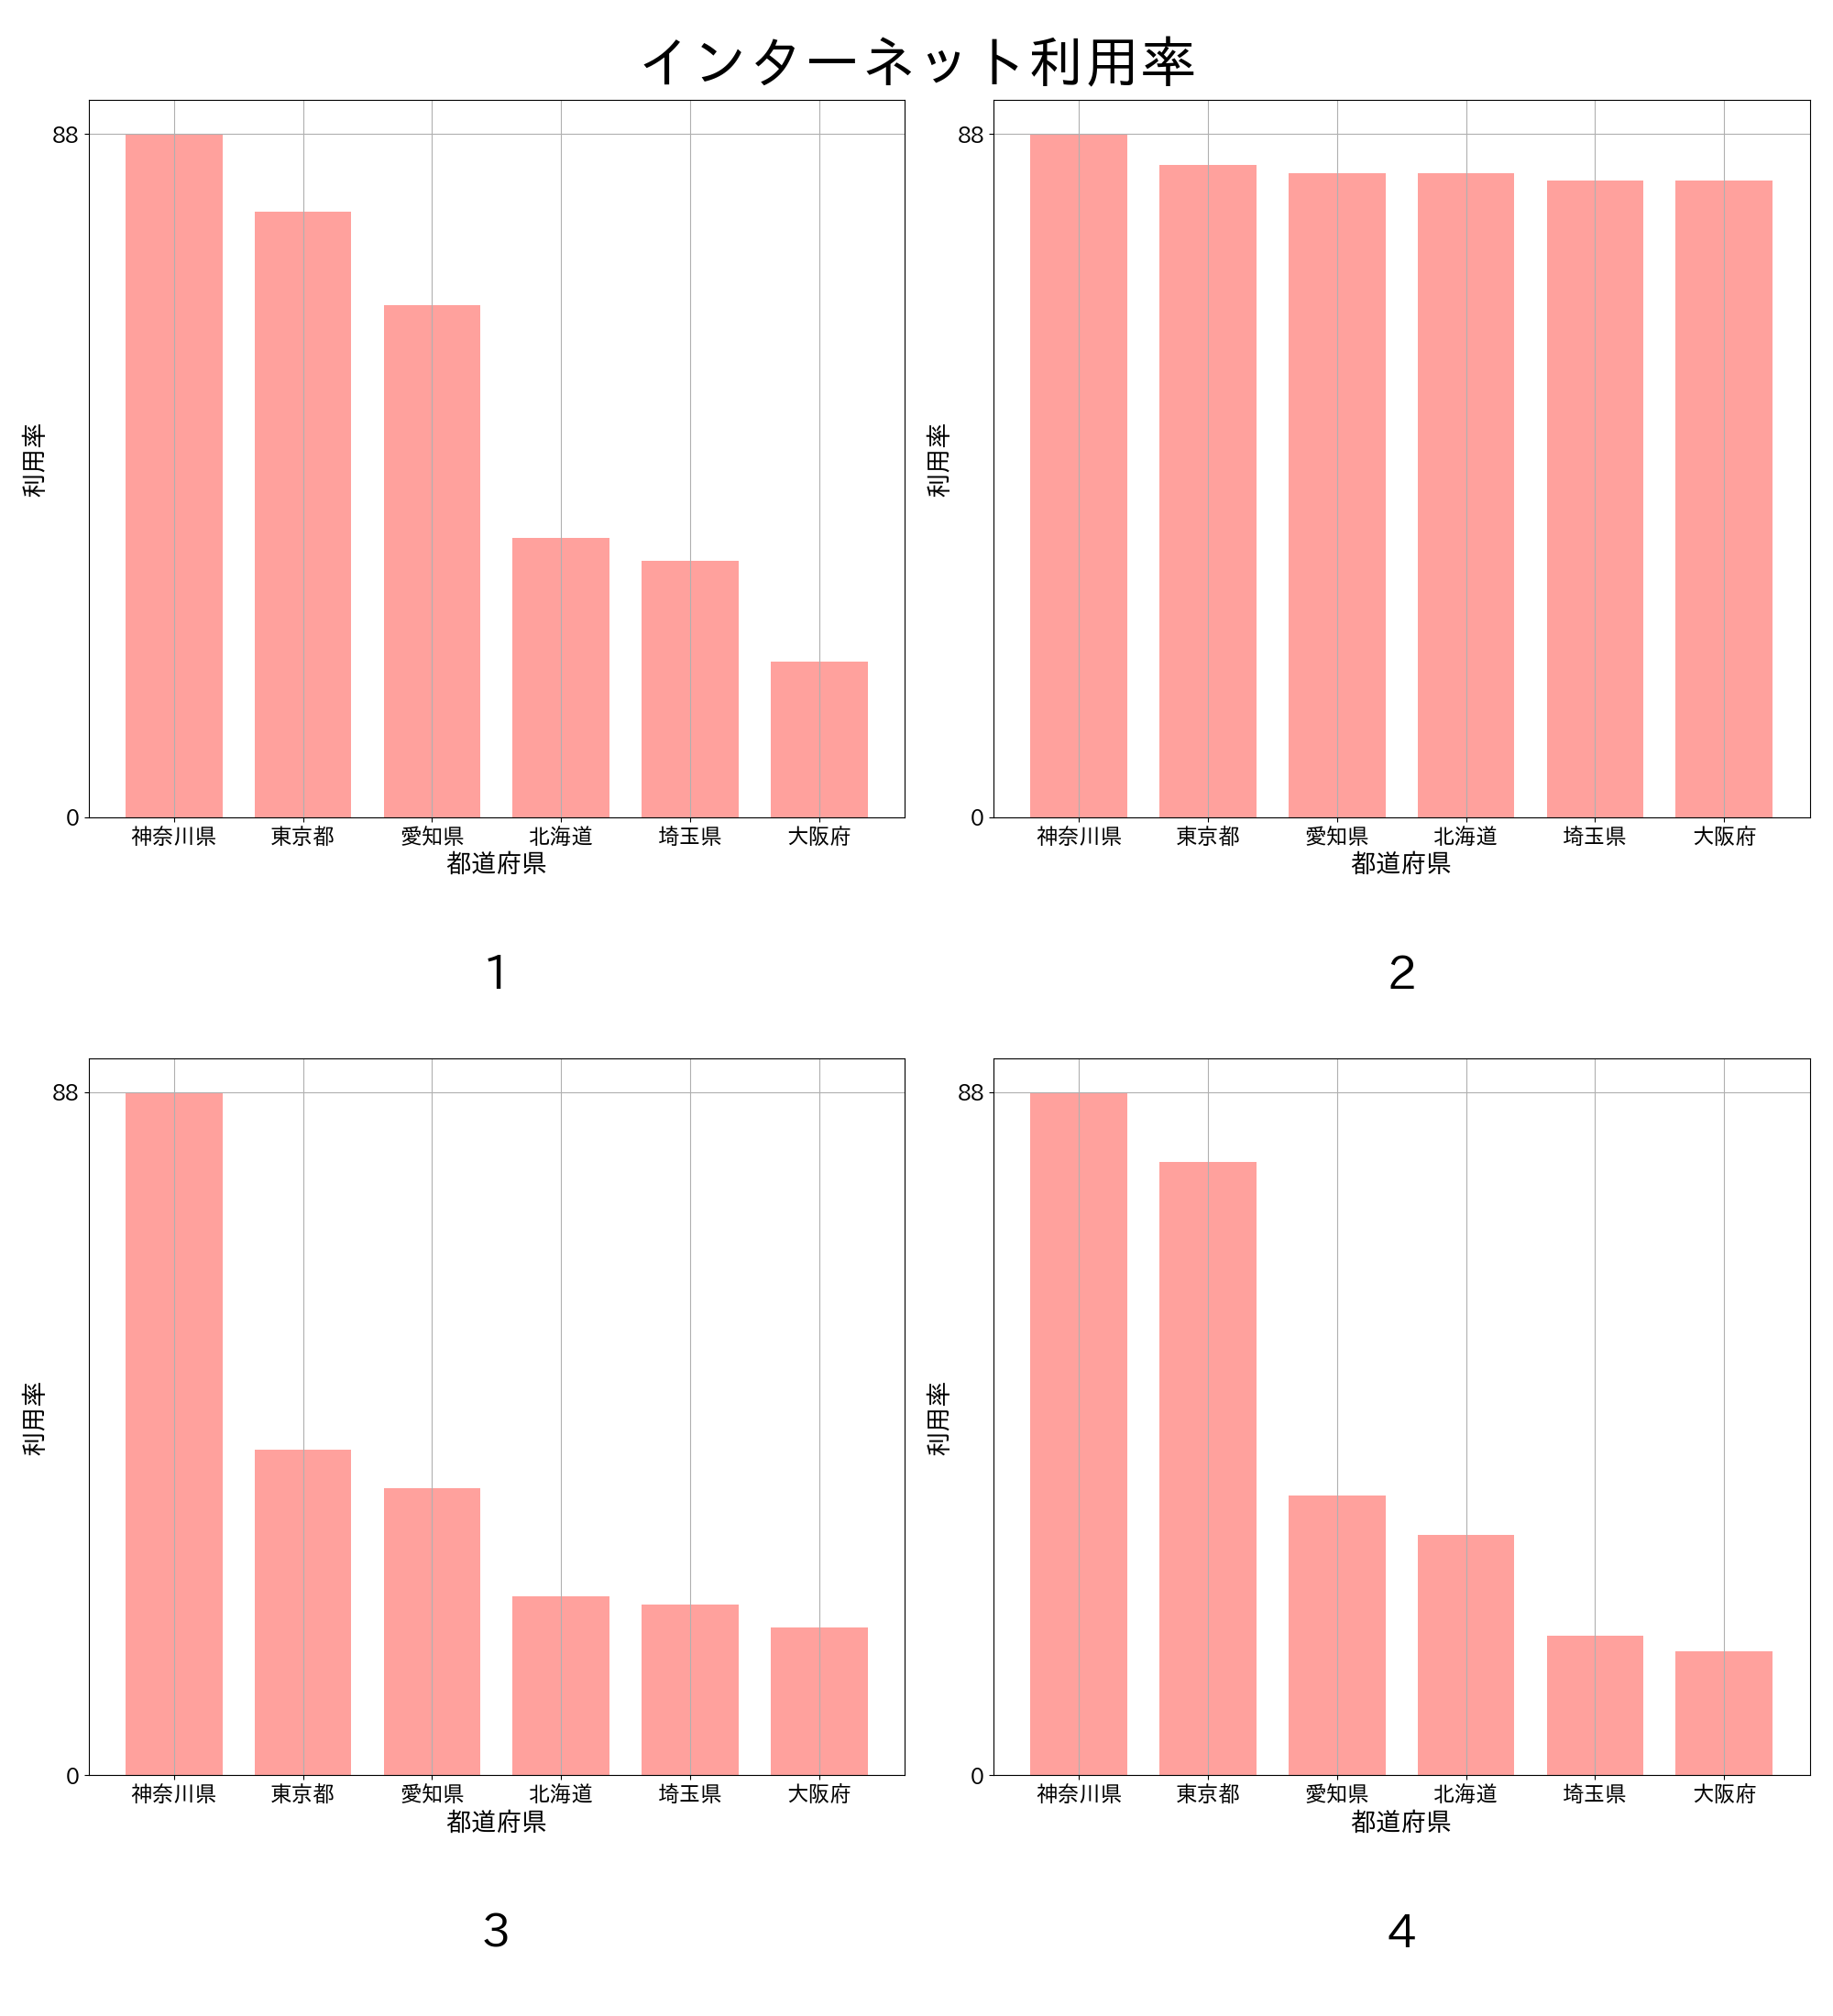 インターネット利用率
88
0
利用率
神奈川県 東京都 愛知県 北海道 埼玉県 大阪府
都道府県
1
88
0
利用率
神奈川県 東京都 愛知県 北海道 埼玉県 大阪府
都道府県
2
88
0
利用率
神奈川県 東京都 愛知県 北海道 埼玉県 大阪府
都道府県
3
88
0
利用率
神奈川県 東京都 愛知県 北海道 埼玉県 大阪府
都道府県
4